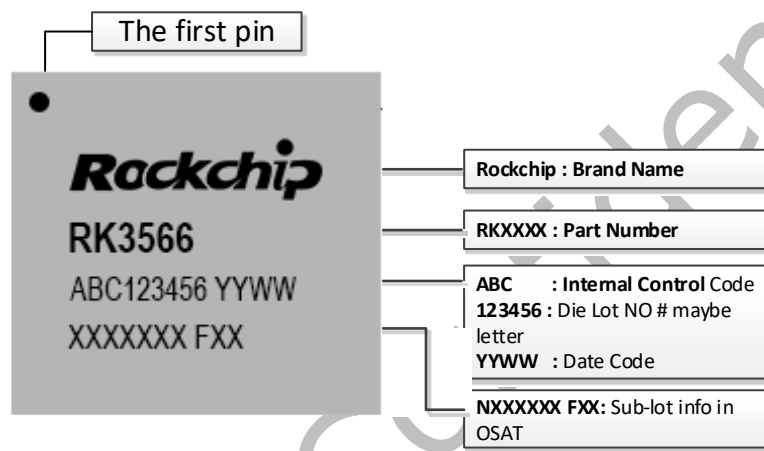 The first pin
Rockchip
RK3566
ABC123456 YYWW
XXXXXXX FXX
Rockchip : Brand Name
RKXXXX : Part Number
ABC : Internal Control Code
123456 : Die Lot NO # maybe
letter
YYWW : Date Code
NXXXXXX FXX: Sub-lot info in
OSAT